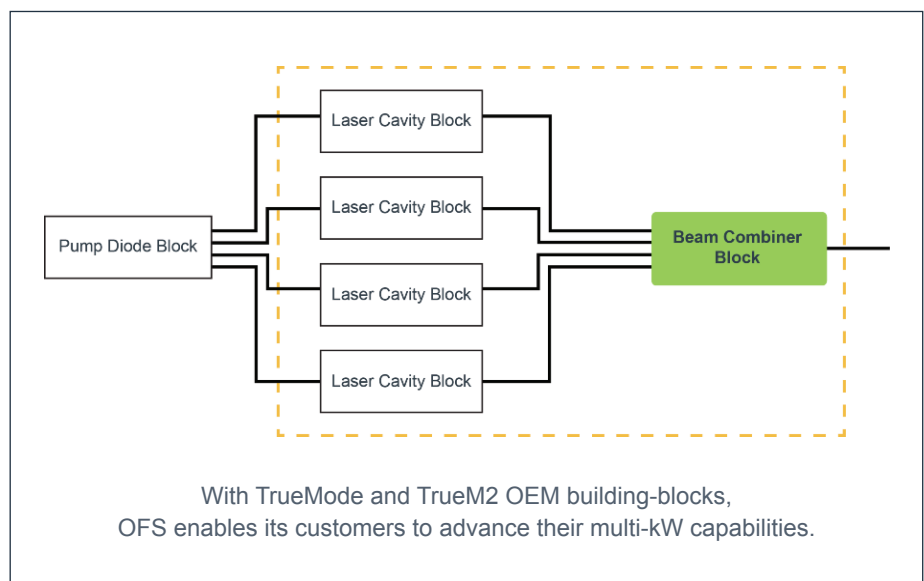 Laser Cavity Block
Laser Cavity Block
Pump Diode Block
Beam Combiner
Block
Laser Cavity Block
Laser Cavity Block
With TrueMode and TrueM2 OEM building-blocks,
OFS enables its customers to advance their multi-kW capabilities.